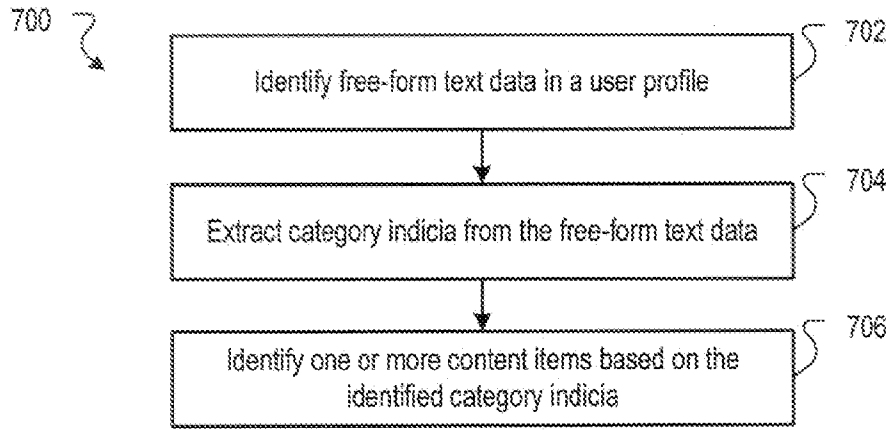 700
702
Identify free-form text data in a user profile
704
Extract category indicia from the free-form text data
706
Identify one or more content items based on the
identified category indicia